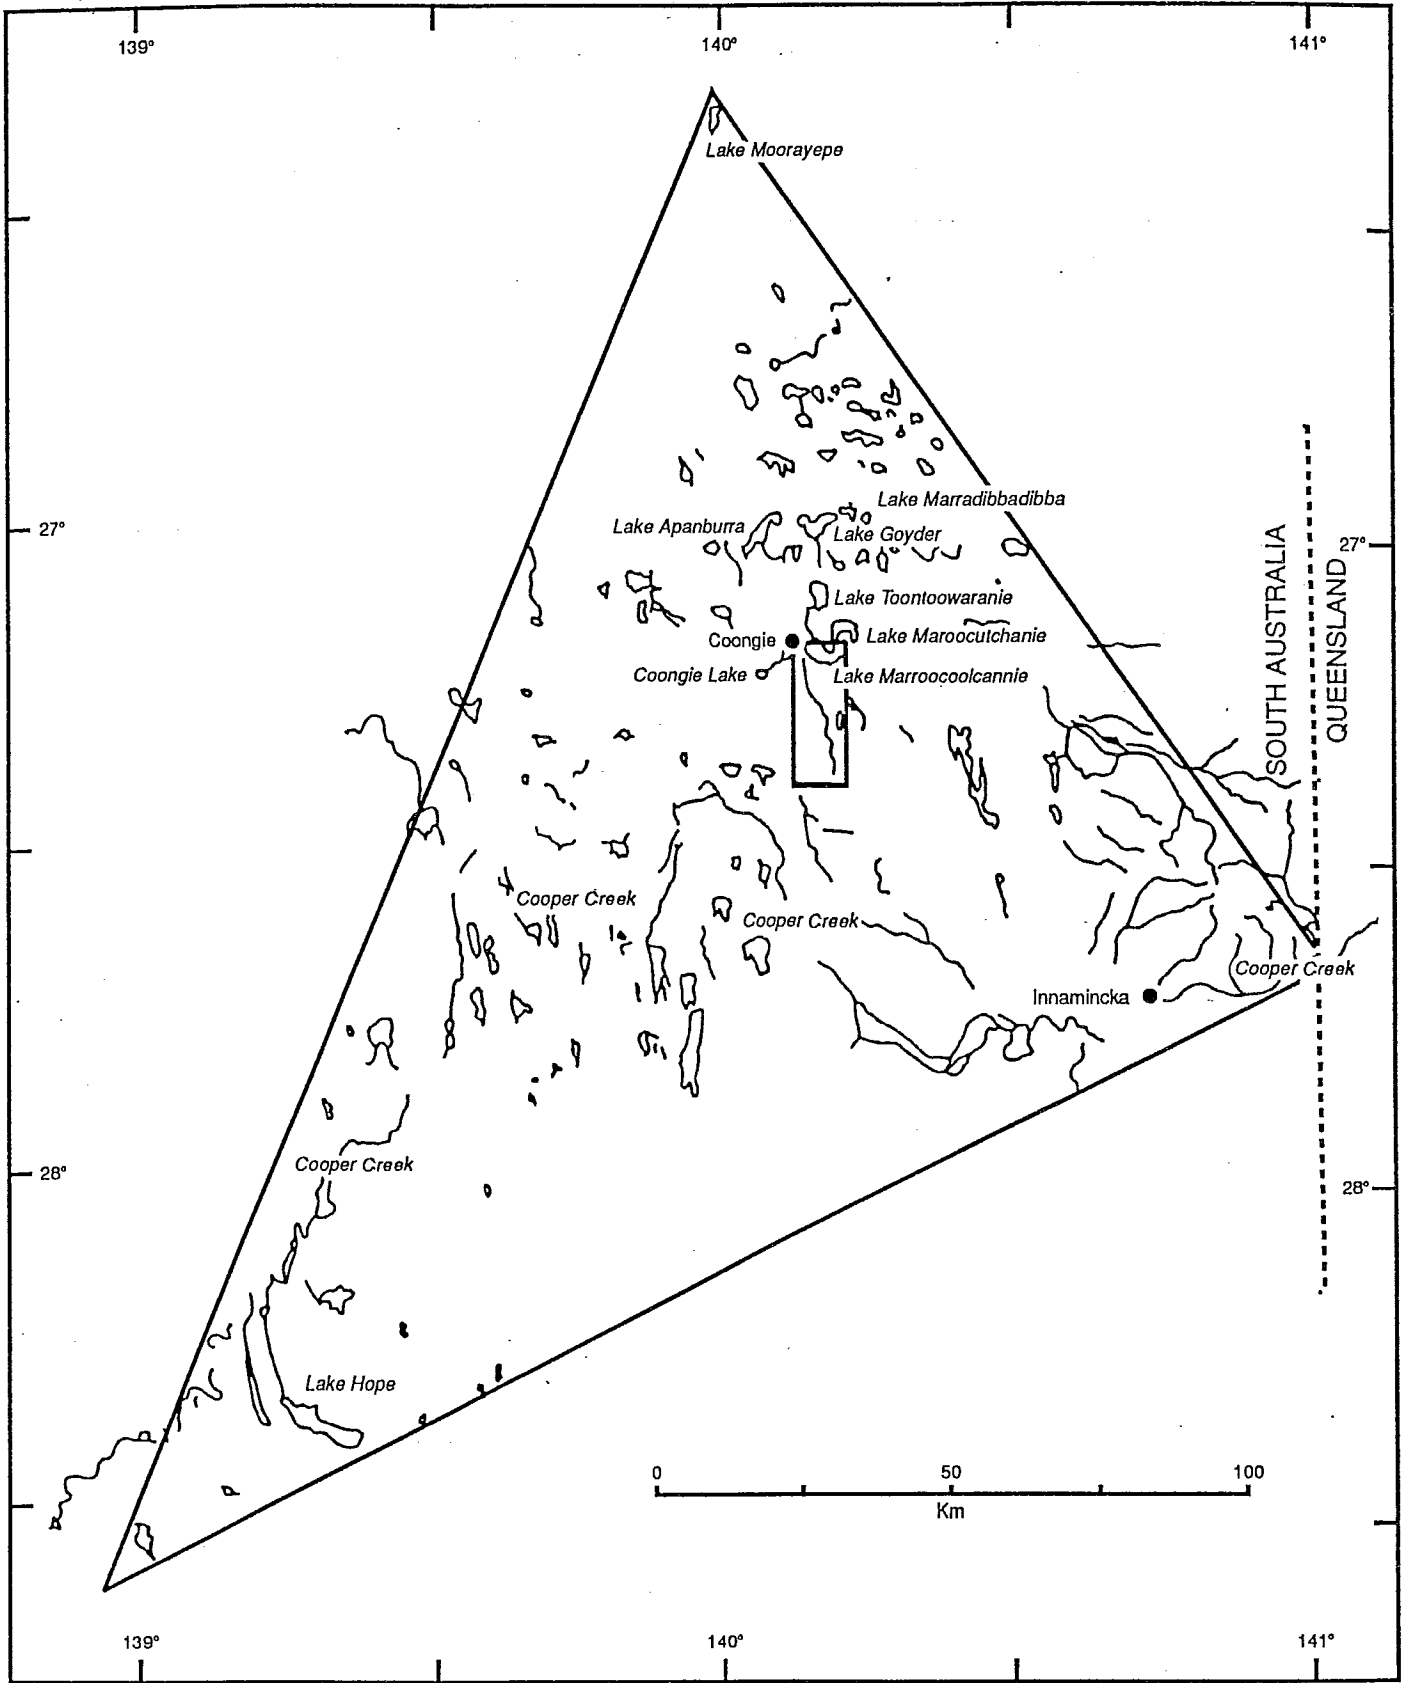 139°
140°
141°
Lake Moorayepe
Lake Marradibbadibba
Lake Apanburra
Lake Goyder
27°
27°
Lake Toontoowaranie
Coongie
Lake Maroocutchanie
Coongie Lake
Lake Marroocoolcannie
SOUTH AUSTRALIA
QUEENSLAND
Cooper Creek
Cooper Creek
Cooper Creek
Innamincka
Cooper Creek
28°
28°
Lake Hope
0 50 100
Km
139°
140°
141°